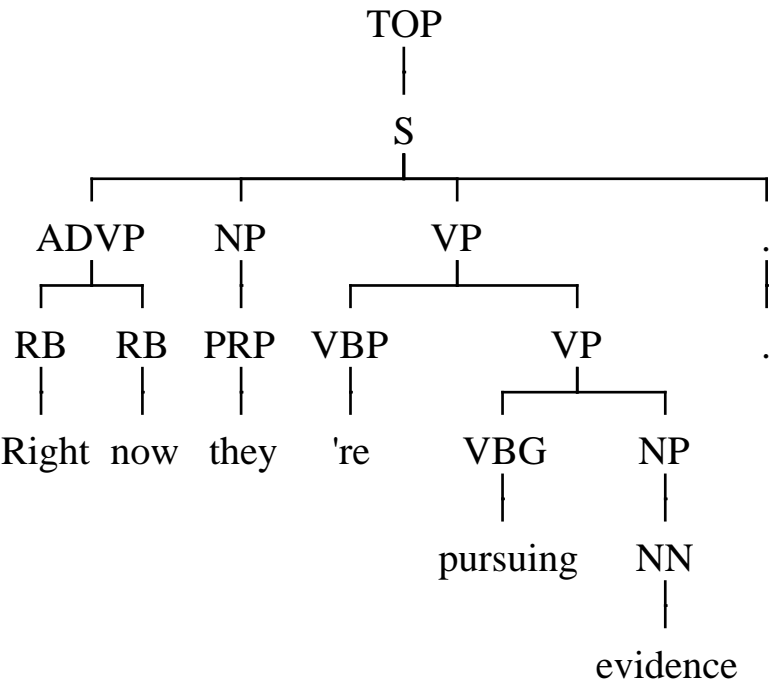 TOP
S
ADVP NP VP .
RB RB PRP VBP VP .
Right now they 're VBG NP
pursuing NN
evidence